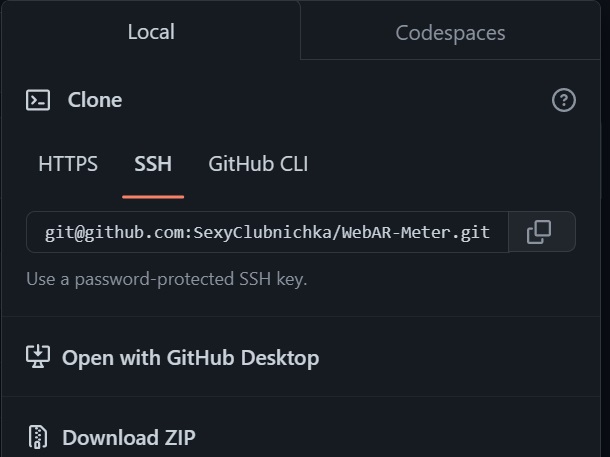 Local
Codespaces
Clone
HTTPS
SSH
GitHub CLI
git@github.com:SexyClubnichka/WebAR-Meter.git
Use a password-protected SSH key.
Open with GitHub Desktop
Download ZIP